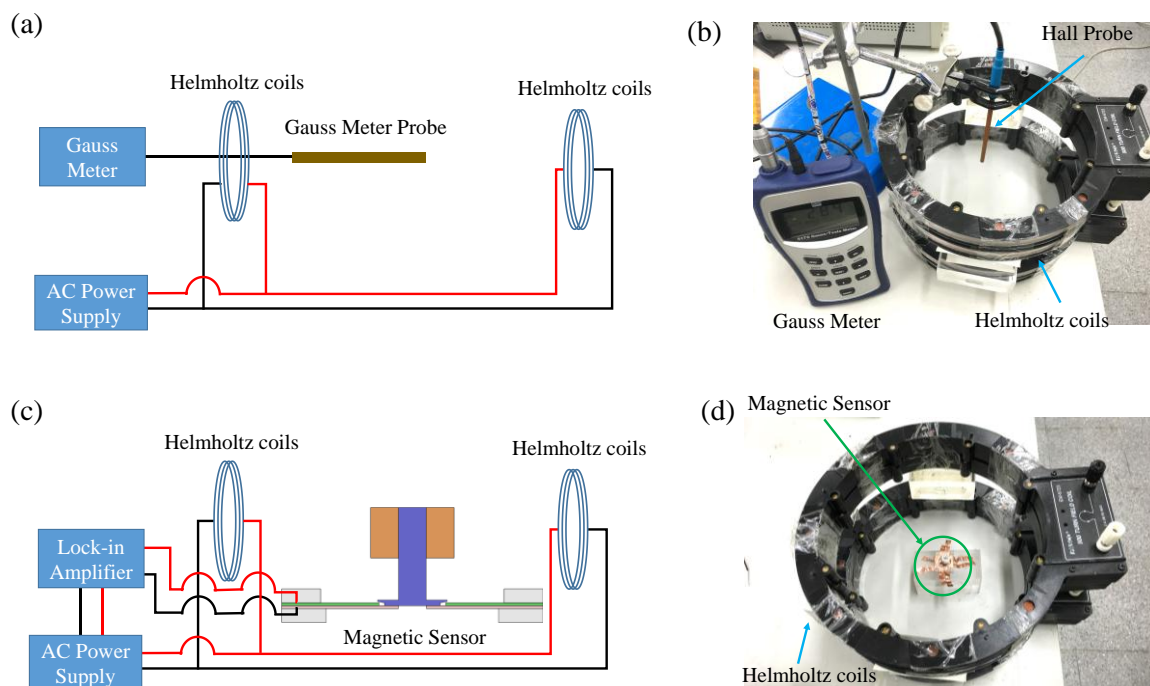 (a)
Helmholtz coils
Helmholtz coils
Gauss
Meter
Gauss Meter Probe
AC Power
Supply
(b)
Hall Probe
Gauss Meter
Helmholtz coils
(c)
Helmholtz coils
Helmholtz coils
Lock-in
Amplifier
Magnetic Sensor
AC Power
Supply
(d)
Magnetic Sensor
Helmholtz coils